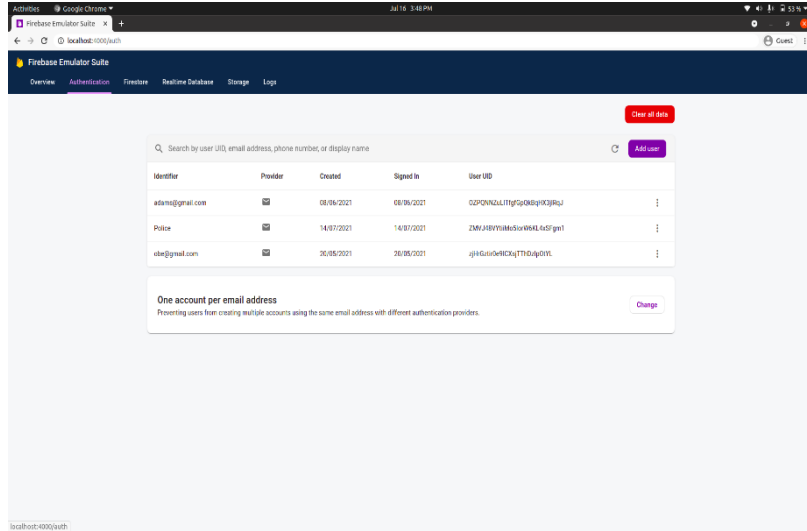 Activities Google Chrome Jul 16 3:48 PM 53 %
Firebase Emulator Suite × +
localhost:4000/auth Guest
Firebase Emulator Suite
Overview Authentication Firestore Realtime Database Storage Logs
Clear all data
Search by user UID, email address, phone number, or display name Add user
Identifier Provider Created Signed In User UID
adams@gmail.com 08/06/2021 08/06/2021
Police 14/07/2021 14/07/2021
obe@gmail.com 20/05/2021 20/05/2021
One account per email address Change
Preventing users from creating multiple accounts using the same email address with different authentication providers.
localhost:4000/auth